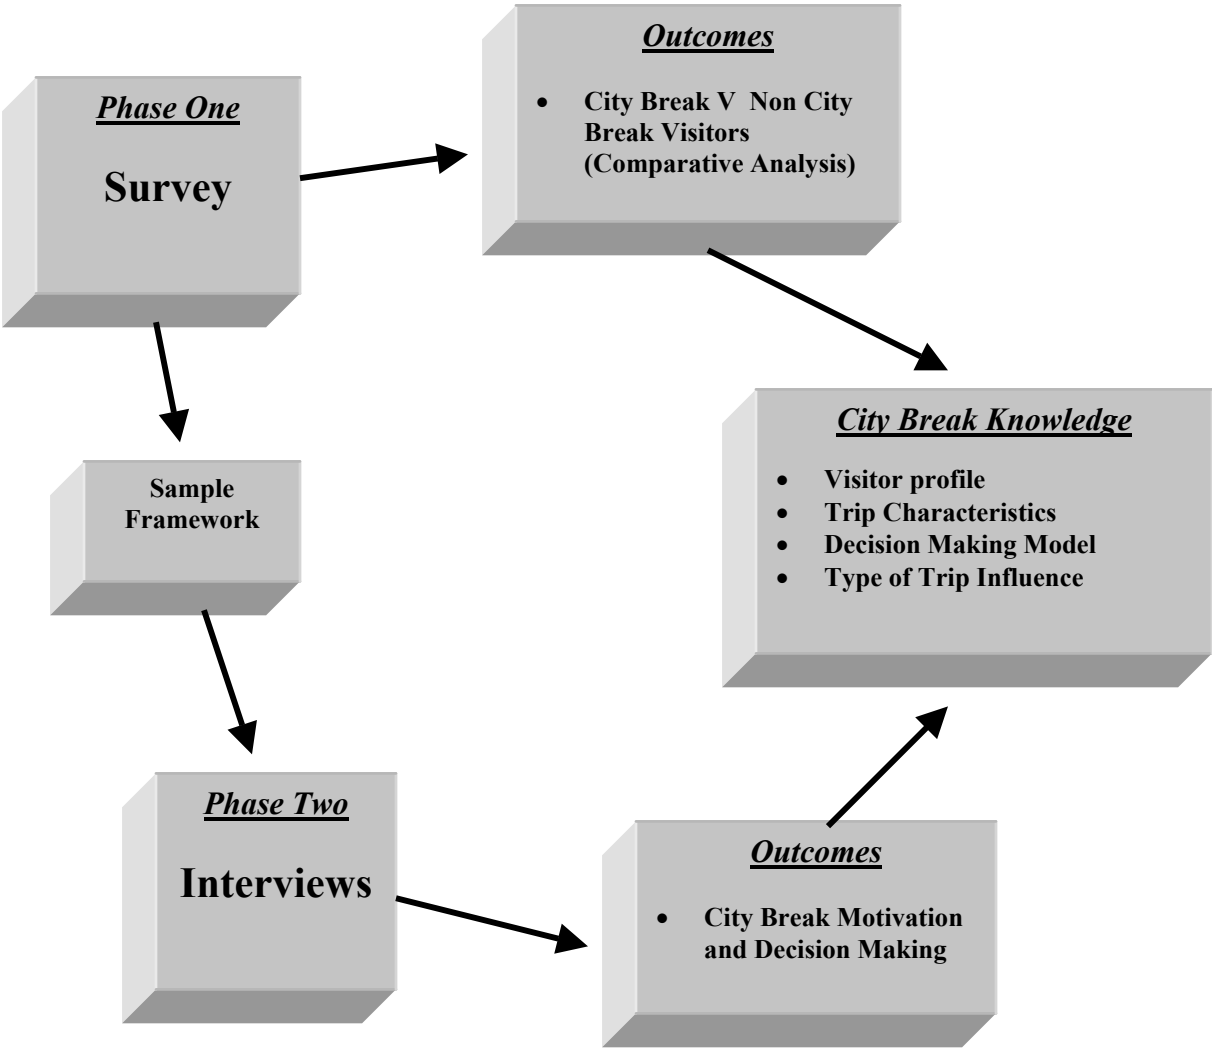 Phase One
Survey
Outcomes
• City Break V Non City
Break Visitors
(Comparative Analysis)
Sample
Framework
City Break Knowledge
• Visitor profile
• Trip Characteristics
• Decision Making Model
• Type of Trip Influence
Phase Two
Interviews
Outcomes
• City Break Motivation
and Decision Making